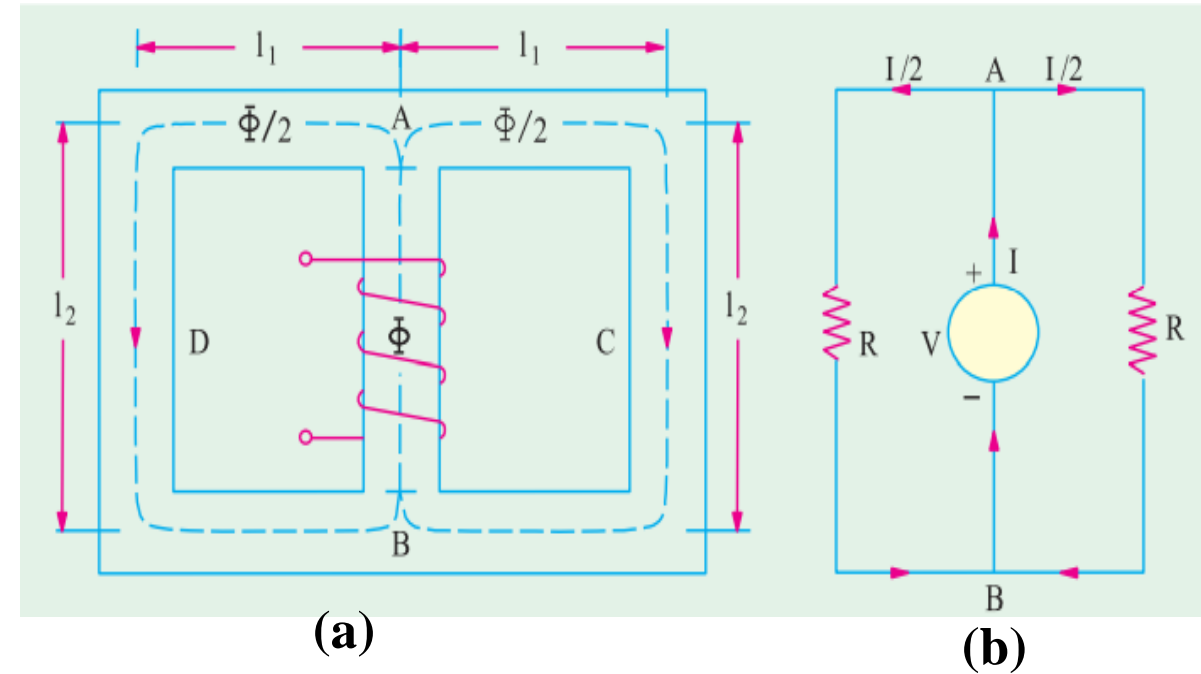 l₁ l₁
Φ/2 A Φ/2
l₂ D Φ C l₂
B
(a)
I/2 A I/2
+ I
R V R
−
B
(b)